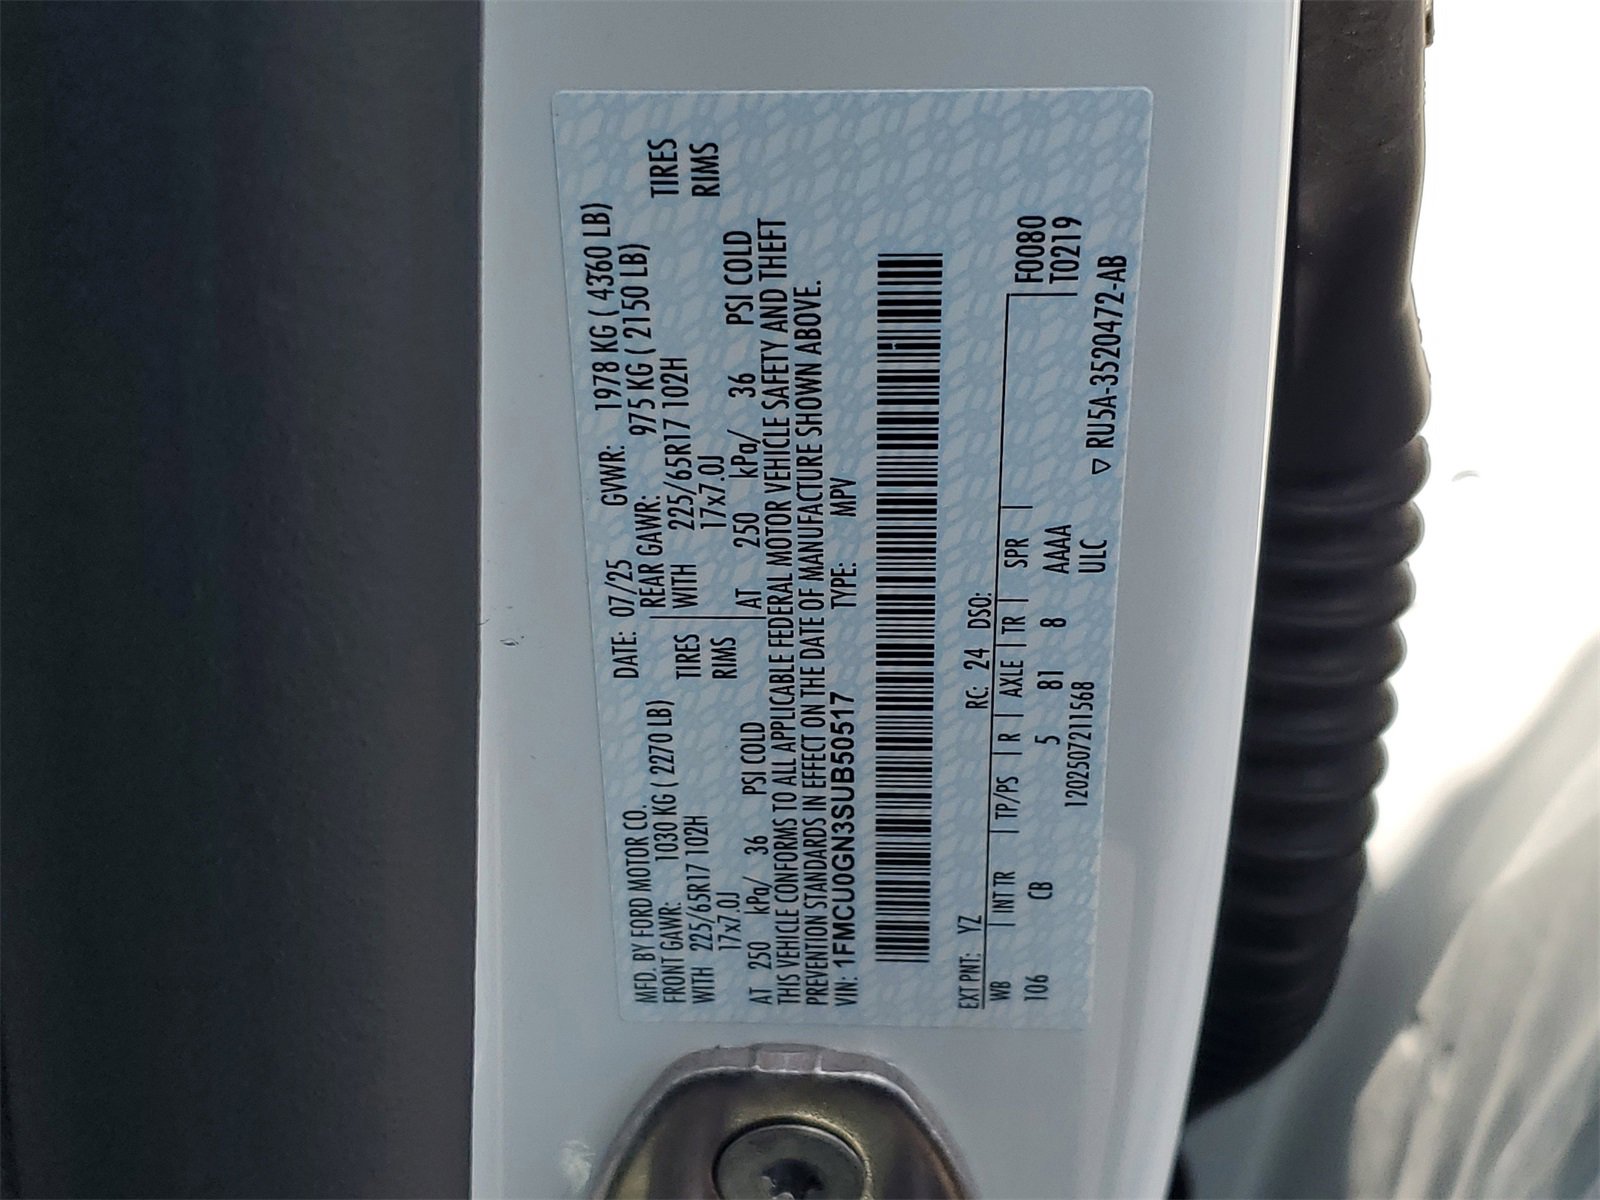 MFD. BY FORD MOTOR CO. DATE: 07/25 GVWR: 1978 KG ( 4360 LB)
FRONT GAWR: 1030 KG ( 2270 LB) REAR GAWR: 975 KG ( 2150 LB)
WITH 225/65R17 102H TIRES WITH 225/65R17 102H TIRES
17x7.0J RIMS 17x7.0J RIMS
AT 250 kPa/ 36 PSI COLD AT 250 kPa/ 36 PSI COLD
THIS VEHICLE CONFORMS TO ALL APPLICABLE FEDERAL MOTOR VEHICLE SAFETY AND THEFT
PREVENTION STANDARDS IN EFFECT ON THE DATE OF MANUFACTURE SHOWN ABOVE.
VIN: 1FMCU0GN3SUB50517 TYPE: MPV
EXT PNT: YZ RC: 24 DSO:
WB INT TR TP/PS R AXLE TR SPR F0080
106 CB 5 81 8 AAAA T0219
1202507211568 ULC ▽ RU5A-3520472-AB